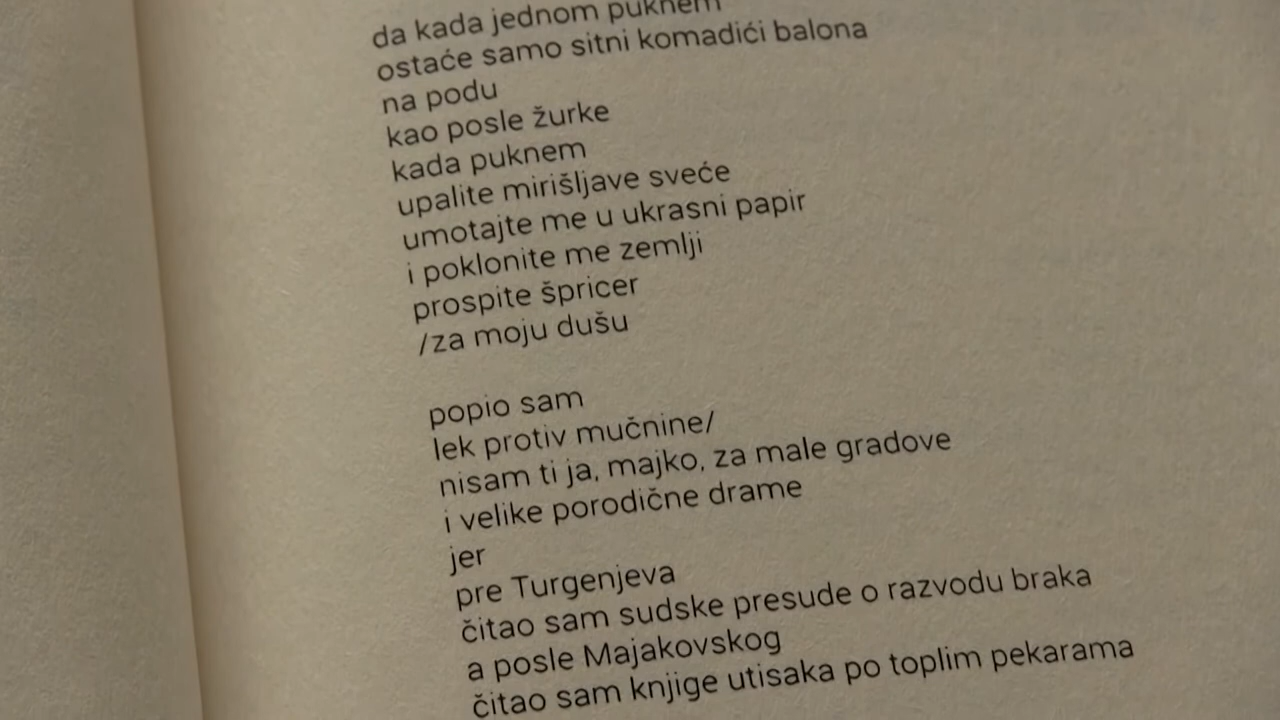 da kada jednom puknem
ostaće samo sitni komadići balona
na podu
kao posle žurke
kada puknem
upalite mirišljave sveće
umotajte me u ukrasni papir
i poklonite me zemlji
prospite špricer
/za moju dušu
popio sam
lek protiv mučnine/
nisam ti ja, majko, za male gradove
i velike porodične drame
jer
pre Turgenjeva
čitao sam sudske presude o razvodu braka
a posle Majakovskog
čitao sam knjige utisaka po toplim pekarama